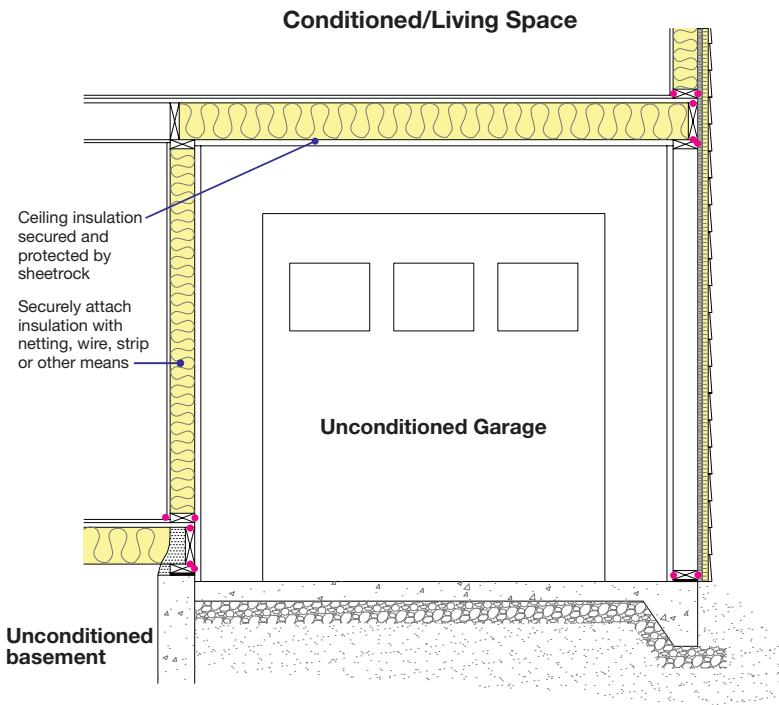 Conditioned/Living Space
Ceiling insulation
secured and
protected by
sheetrock
Securely attach
insulation with
netting, wire, strip
or other means
Unconditioned Garage
Unconditioned
basement